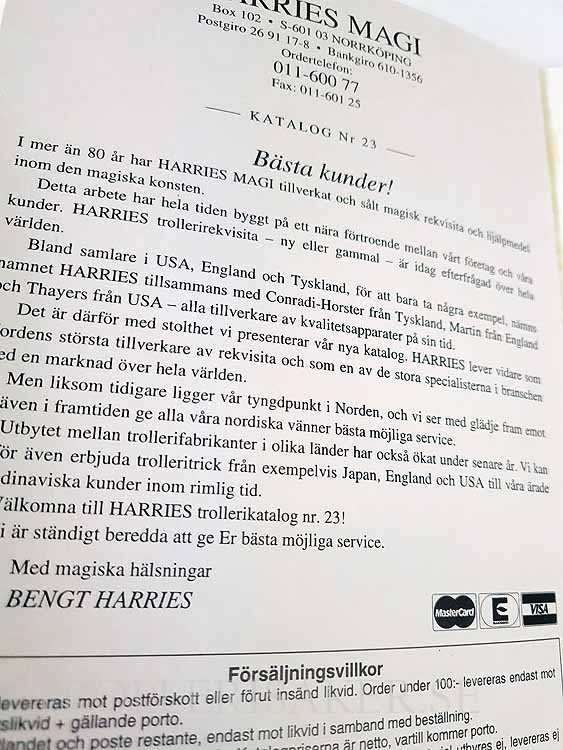 HARRIES MAGI
Box 102 • S-601 03 NORRKÖPING
Postgiro 26 91 17-8 • Bankgiro 610-1356
Ordertelefon:
011-600 77
Fax: 011-601 25
KATALOG Nr 23
Bästa kunder!
I mer än 80 år har HARRIES MAGI tillverkat och sålt magisk rekvisita och hjälpmedel
inom den magiska konsten.
Detta arbete har hela tiden byggt på ett nära förtroende mellan vårt företag och våra
kunder. HARRIES trollerirekvisita – ny eller gammal – är idag efterfrågad över hela
världen.
Bland samlare i USA, England och Tyskland, för att bara ta några exempel, nämns
namnet HARRIES tillsammans med Conradi-Horster från Tyskland, Martin från England
och Thayers från USA – alla tillverkare av kvalitetsapparater på sin tid.
Det är därför med stolthet vi presenterar vår nya katalog. HARRIES lever vidare som
Nordens största tillverkare av rekvisita och som en av de stora specialisterna i branschen
ed en marknad över hela världen.
Men liksom tidigare ligger vår tyngdpunkt i Norden, och vi ser med glädje fram emot
även i framtiden ge alla våra nordiska vänner bästa möjliga service.
Utbytet mellan trollerifabrikanter i olika länder har också ökat under senare år. Vi kan
för även erbjuda trolleritrick från exempelvis Japan, England och USA till våra ärade
dinaviska kunder inom rimlig tid.
Välkomna till HARRIES trollerikatalog nr. 23!
i är ständigt beredda att ge Er bästa möjliga service.
Med magiska hälsningar
BENGT HARRIES
MasterCard
E
VISA
Försäljningsvillkor
levereras mot postförskott eller förut insänd likvid. Order under 100:- levereras endast mot
slikvid + gällande porto.
landet och poste restante, endast mot likvid i samband med beställning.
Katalogpriserna är netto, vartill kommer porto.
utbynes ej, levereras ej